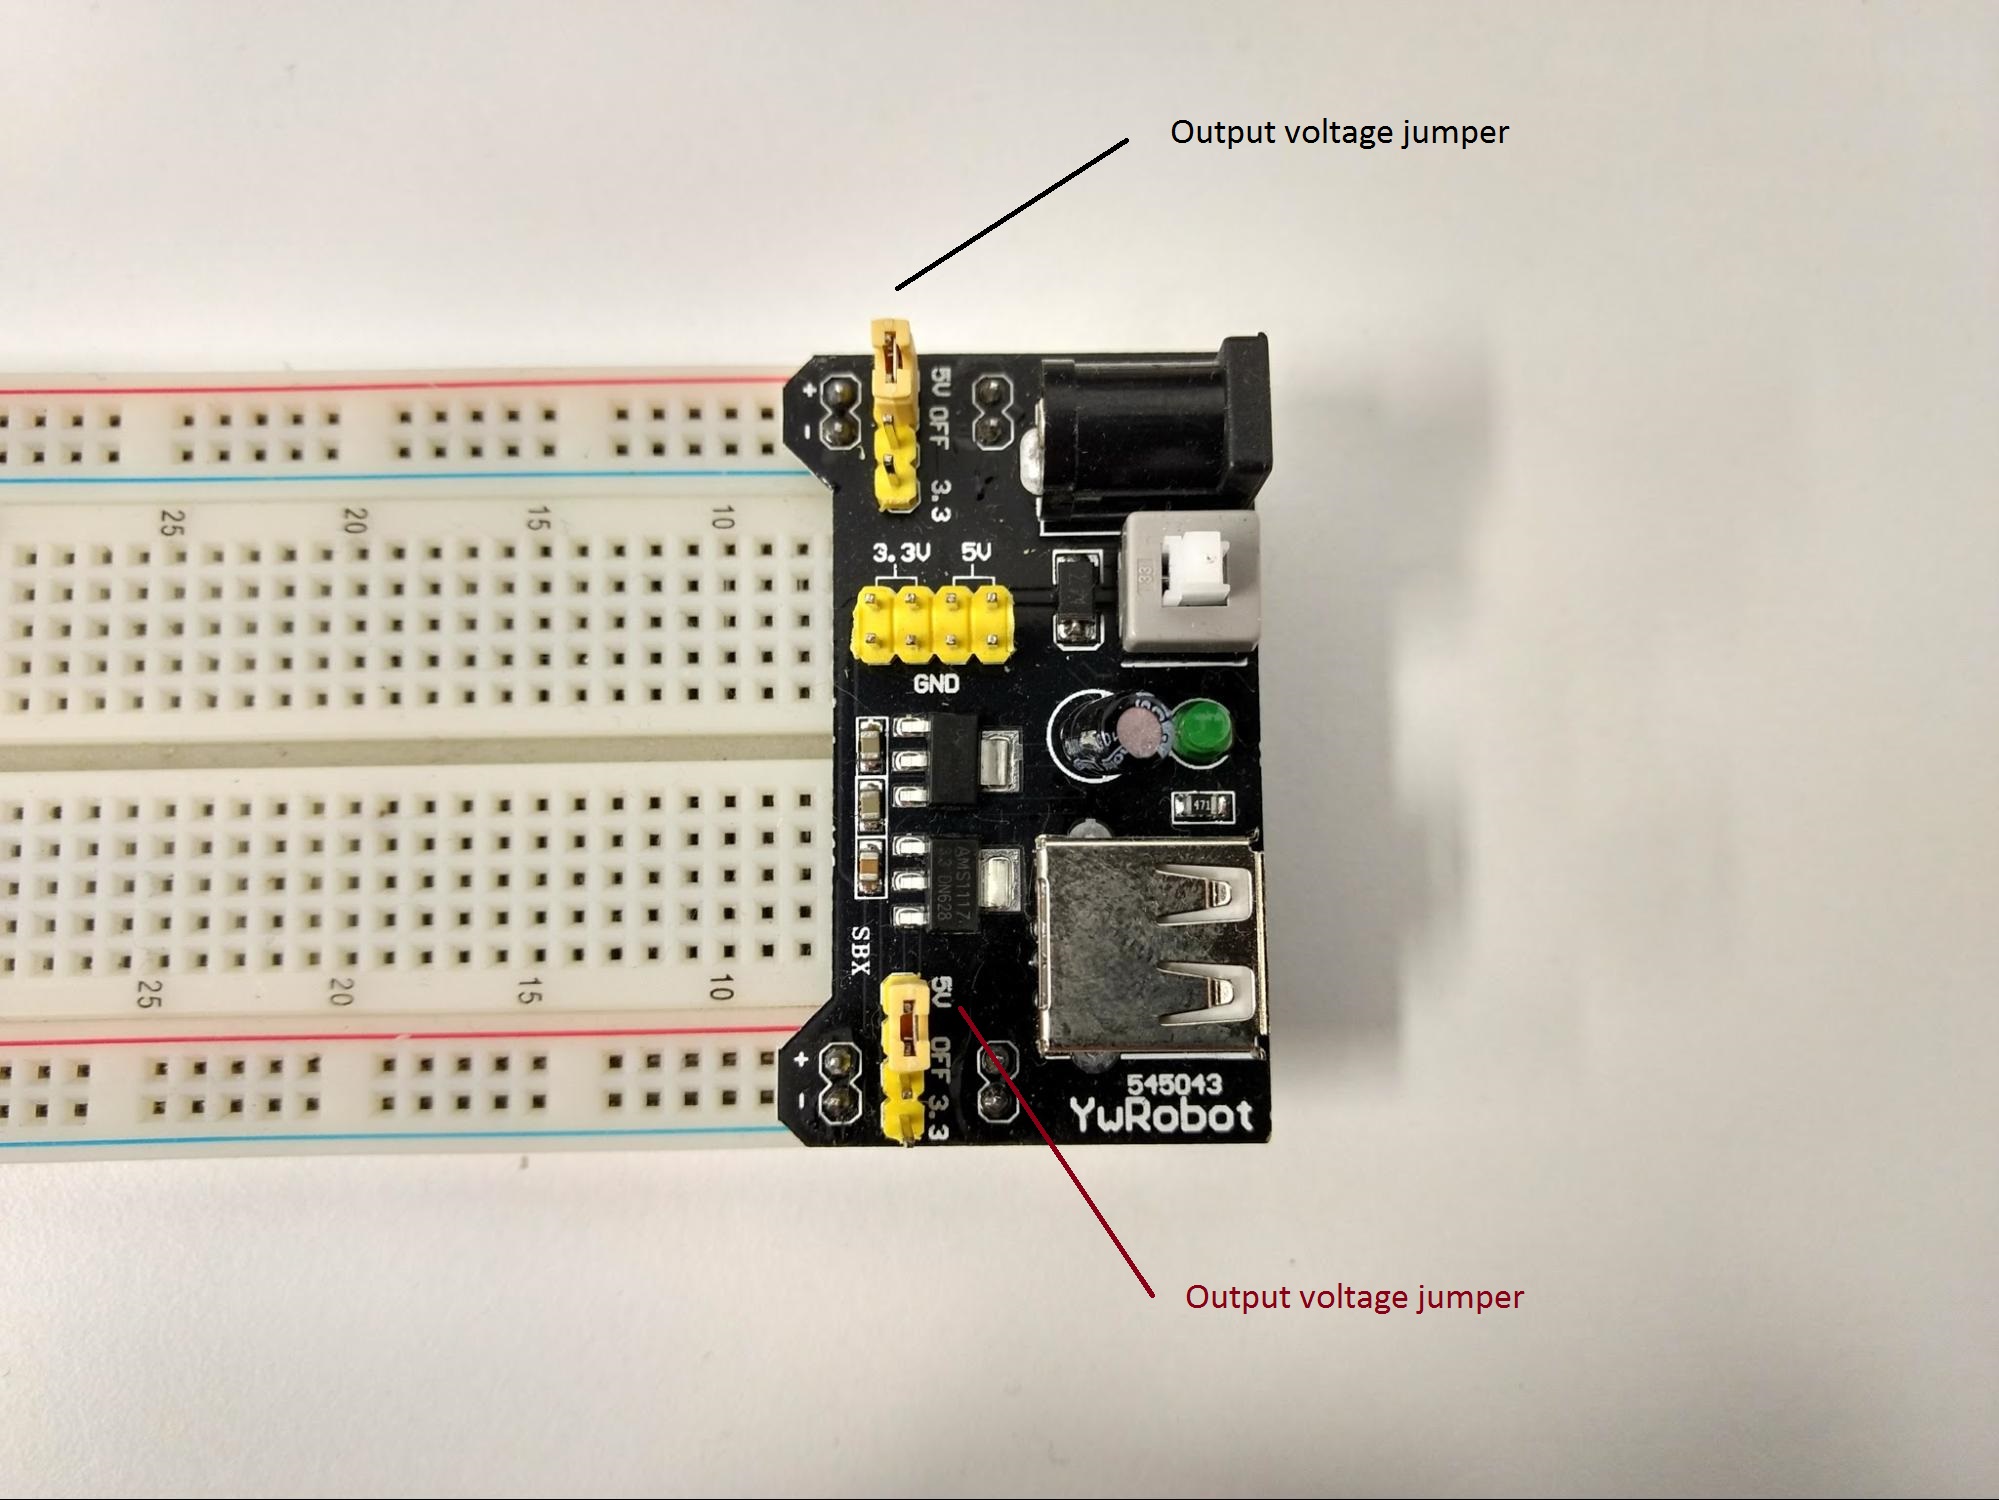 Output voltage jumper
+
-
5V OFF 3.3
25 20 15 10
3.3V 5V
GND
471
AMS1117
3.3 DN628
SBX
25 20 15 10
5V OFF 3.3
+
-
545043
YwRobot
Output voltage jumper